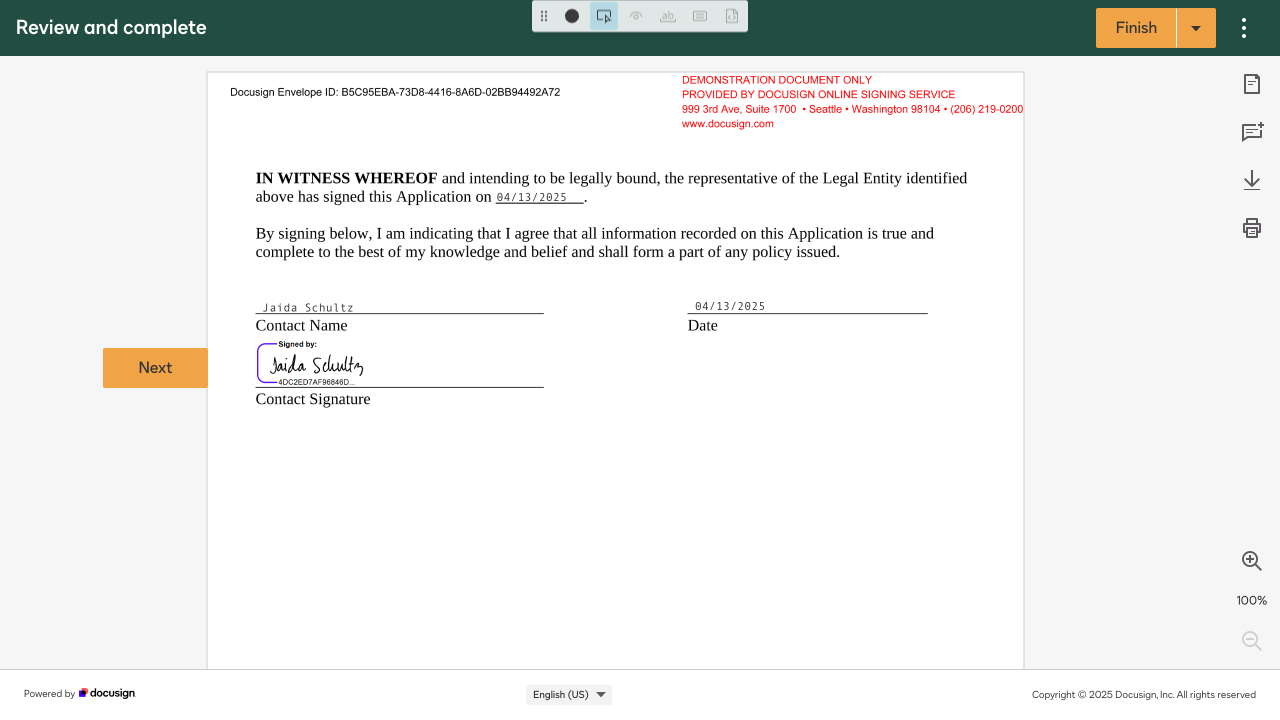 Review and complete
ab
Finish
Docusign Envelope ID: B5C95EBA-73D8-4416-8A6D-02BB94492A72
DEMONSTRATION DOCUMENT ONLY
PROVIDED BY DOCUSIGN ONLINE SIGNING SERVICE
999 3rd Ave, Suite 1700 • Seattle • Washington 98104 • (206) 219-0200
www.docusign.com
IN WITNESS WHEREOF and intending to be legally bound, the representative of the Legal Entity identified
above has signed this Application on 04/13/2025.
By signing below, I am indicating that I agree that all information recorded on this Application is true and
complete to the best of my knowledge and belief and shall form a part of any policy issued.
Jaida Schultz
04/13/2025
Contact Name
Date
Next
Signed by:
Jaida Schultz
4DC2ED7AF96846D...
Contact Signature
100%
Powered by docusign
English (US)
Copyright © 2025 Docusign, Inc. All rights reserved